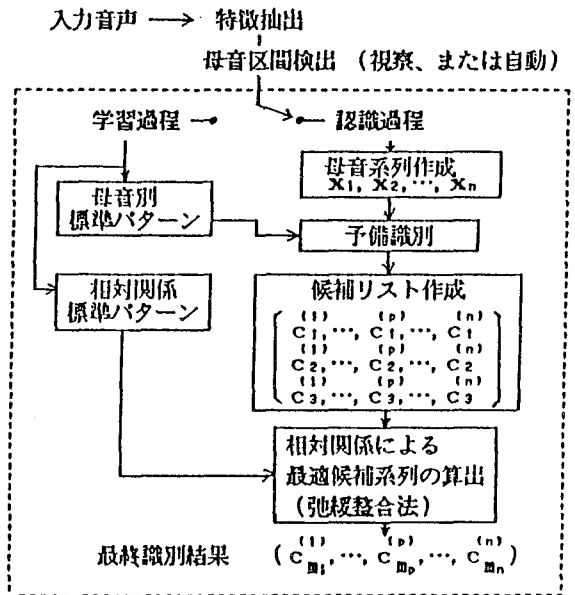 入力音声 → 特徴抽出
母音区間検出 (視察、または自動)
学習過程
認識過程
母音系列作成
x1, x2, …, xn
母音別
標準パターン
予備識別
相対関係
標準パターン
候補リスト作成
C1(1), …, C1(p), …, C1(n)
C2(1), …, C2(p), …, C2(n)
C3(1), …, C3(p), …, C3(n)
相対関係による
最適候補系列の算出
(弛緩整合法)
最終識別結果 (Cm1(1), …, Cmp(p), …, Cmn(n))